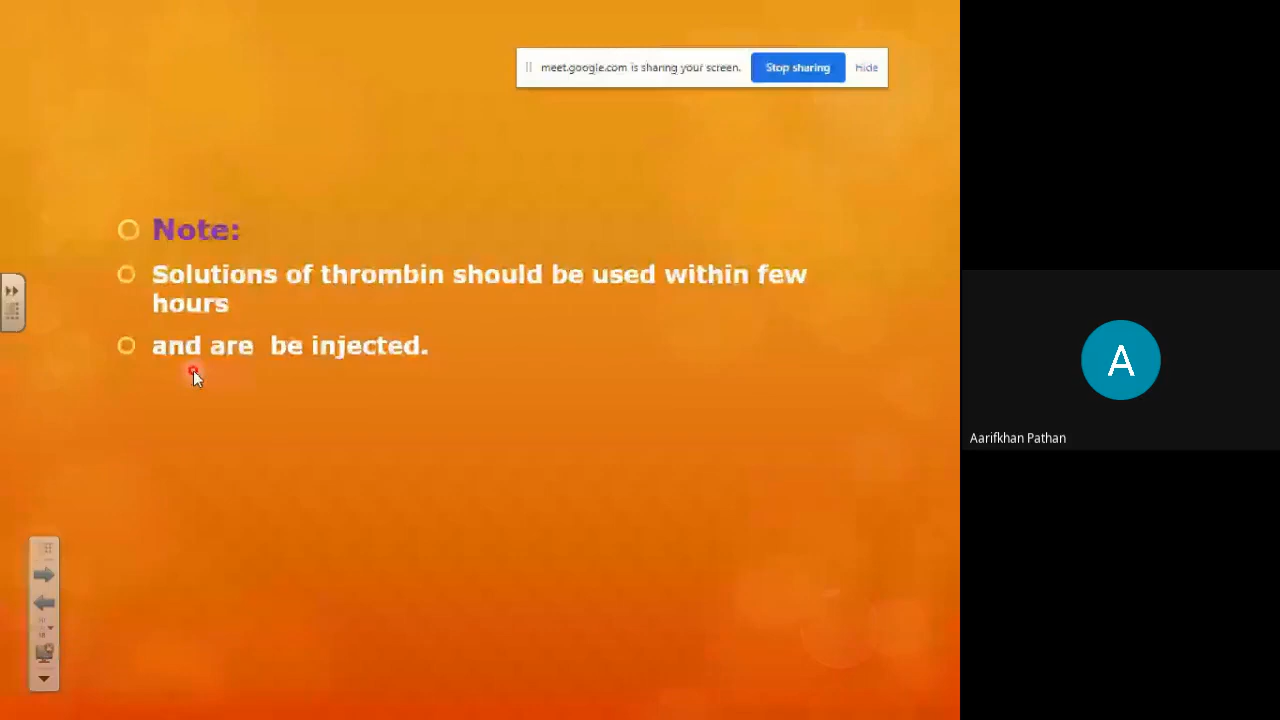 meet.google.com is sharing your screen. Stop sharing Hide
Note:
Solutions of thrombin should be used within few
hours
and are be injected.
A
Aarifkhan Pathan